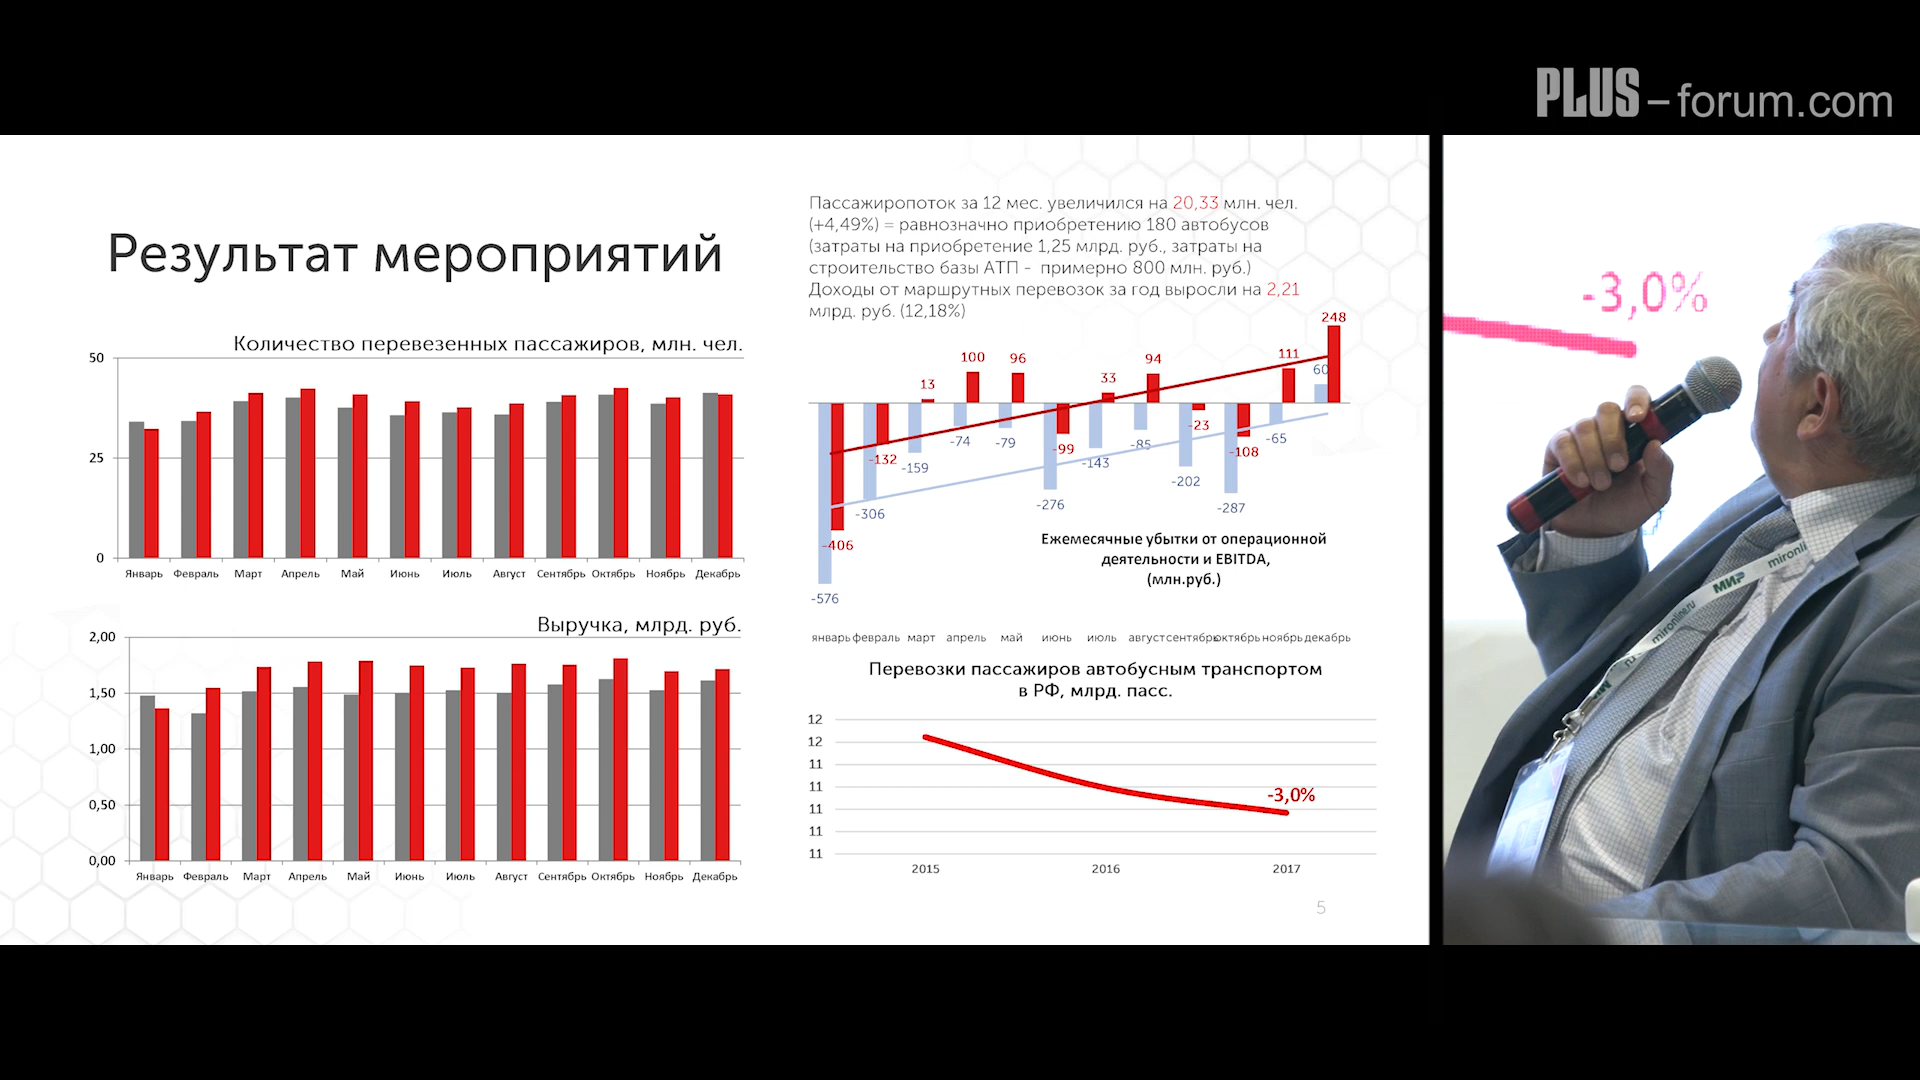 PLUS – forum.com
Результат мероприятий
Пассажиропоток за 12 мес. увеличился на 20,33 млн. чел.
(+4,49%) = равнозначно приобретению 180 автобусов
(затраты на приобретение 1,25 млрд. руб., затраты на
строительство базы АТП - примерно 800 млн. руб.)
Доходы от маршрутных перевозок за год выросли на 2,21
млрд. руб. (12,18%)
Количество перевезенных пассажиров, млн. чел.
50
25
0
Январь Февраль Март Апрель Май Июнь Июль Август Сентябрь Октябрь Ноябрь Декабрь
Выручка, млрд. руб.
2,00
1,50
1,00
0,50
0,00
Январь Февраль Март Апрель Май Июнь Июль Август Сентябрь Октябрь Ноябрь Декабрь
248
13 100 96 33 94 111 60
-406 -132 -99 -23 -108
-576 -306 -159 -74 -79 -276 -143 -85 -202 -287 -65
Ежемесячные убытки от операционной
деятельности и EBITDA,
(млн.руб.)
январь февраль март апрель май июнь июль август сентябрь октябрь ноябрь декабрь
Перевозки пассажиров автобусным транспортом
в РФ, млрд. пасс.
12
12
11
11
11
11
11
-3,0%
2015 2016 2017
5
-3,0%
mironline.ru
МИР
mironli